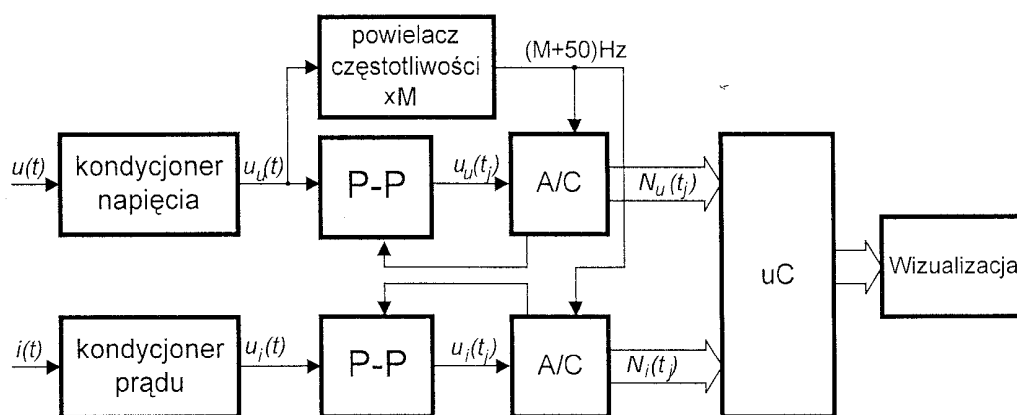 powielacz
częstotliwości
xM
(M+50)Hz
u(t)
kondycjoner
napięcia
uᵤ(t)
P-P
uᵤ(tⱼ)
A/C
Nᵤ(tⱼ)
uC
Wizualizacja
i(t)
kondycjoner
prądu
uᵢ(t)
P-P
uᵢ(tⱼ)
A/C
Nᵢ(tⱼ)